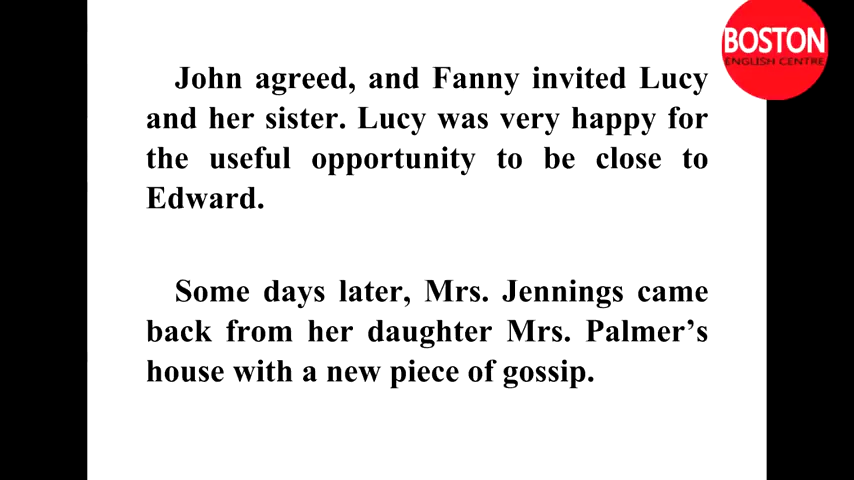 BOSTON
ENGLISH CENTRE
John agreed, and Fanny invited Lucy
and her sister. Lucy was very happy for
the useful opportunity to be close to
Edward.
Some days later, Mrs. Jennings came
back from her daughter Mrs. Palmer’s
house with a new piece of gossip.